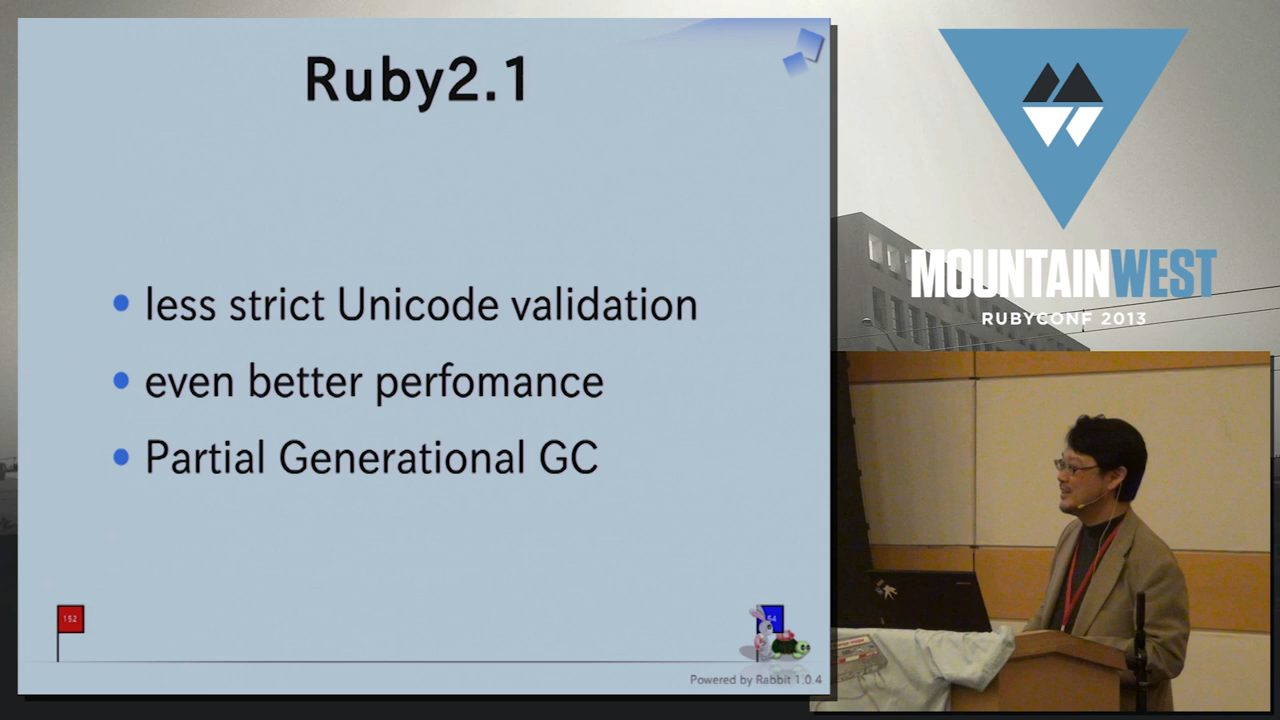 Ruby2.1
less strict Unicode validation
even better perfomance
Partial Generational GC
152
54
Powered by Rabbit 1.0.4
MOUNTAINWEST
RUBYCONF 2013